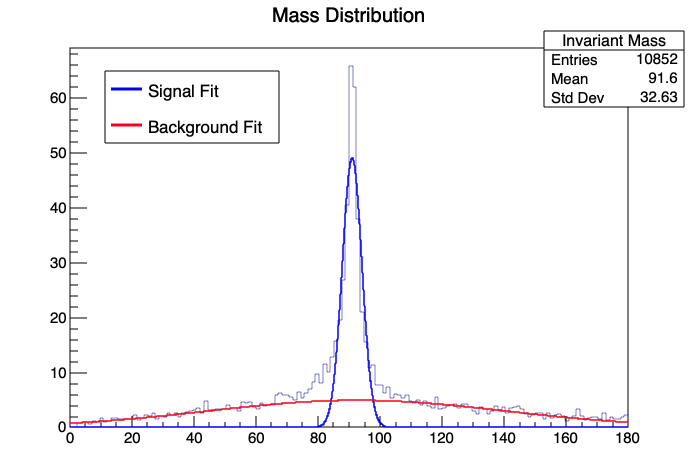 Mass Distribution
Invariant Mass
Entries 10852
Mean 91.6
Std Dev 32.63
Signal Fit
Background Fit
60
50
40
30
20
10
0
0 20 40 60 80 100 120 140 160 180